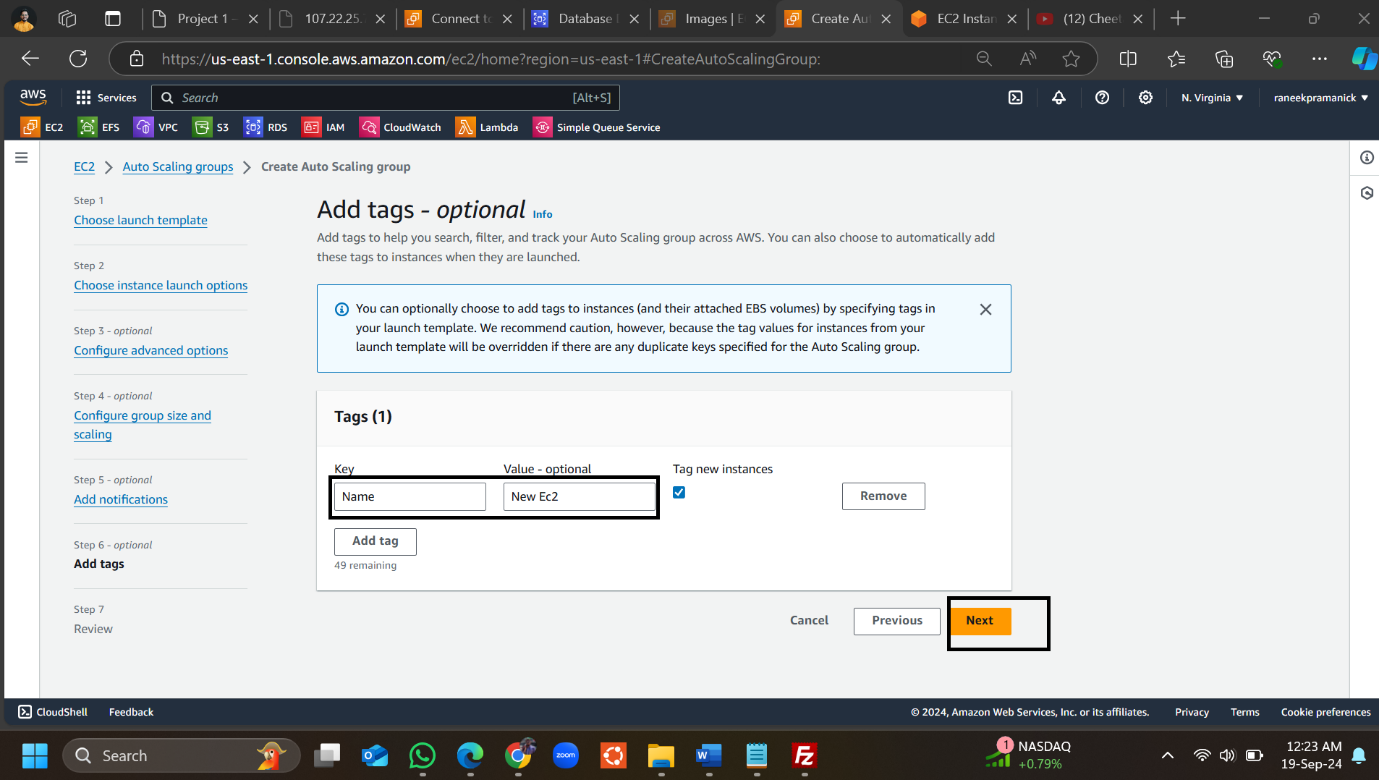 Project 1 -
107.22.25.
Connect to
Database
Images | E
Create Au
EC2 Instan
(12) Cheet
https://us-east-1.console.aws.amazon.com/ec2/home?region=us-east-1#CreateAutoScalingGroup:
aws
Services
Search
[Alt+S]
N. Virginia
raneekpramanick
EC2
EFS
VPC
S3
RDS
IAM
CloudWatch
Lambda
Simple Queue Service
EC2
Auto Scaling groups
Create Auto Scaling group
Step 1
Choose launch template
Step 2
Choose instance launch options
Step 3 - optional
Configure advanced options
Step 4 - optional
Configure group size and
scaling
Step 5 - optional
Add notifications
Step 6 - optional
Add tags
Step 7
Review
Add tags - optional Info
Add tags to help you search, filter, and track your Auto Scaling group across AWS. You can also choose to automatically add
these tags to instances when they are launched.
You can optionally choose to add tags to instances (and their attached EBS volumes) by specifying tags in
your launch template. We recommend caution, however, because the tag values for instances from your
launch template will be overridden if there are any duplicate keys specified for the Auto Scaling group.
Tags (1)
Key
Value - optional
Tag new instances
Name
New Ec2
Remove
Add tag
49 remaining
Cancel
Previous
Next
CloudShell
Feedback
© 2024, Amazon Web Services, Inc. or its affiliates.
Privacy
Terms
Cookie preferences
Search
zoom
W
Fz
1
NASDAQ
+0.79%
12:23 AM
19-Sep-24